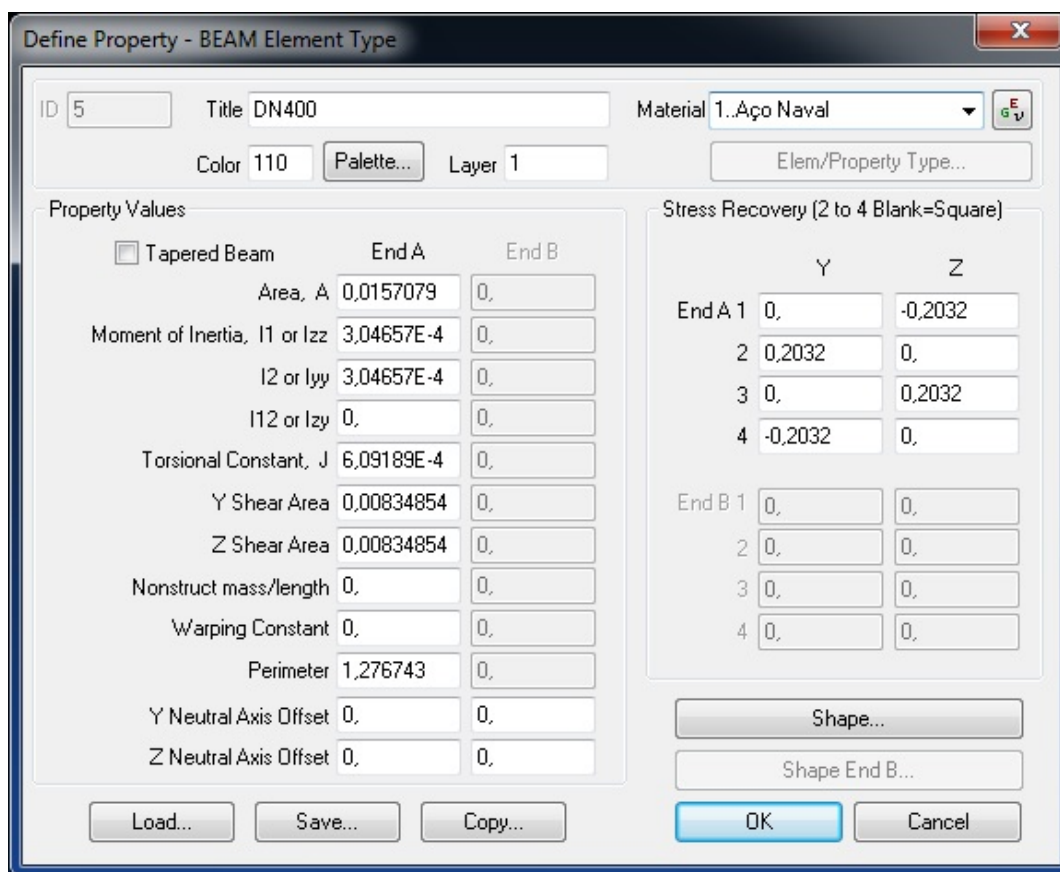 Define Property - BEAM Element Type
x
ID 5 Title DN400 Material 1..Aço Naval G E ν
Color 110 Palette... Layer 1 Elem/Property Type...
Property Values
Tapered Beam End A End B
Area, A 0,0157079 0,
Moment of Inertia, I1 or Izz 3,04657E-4 0,
I2 or Iyy 3,04657E-4 0,
I12 or Izy 0, 0,
Torsional Constant, J 6,09189E-4 0,
Y Shear Area 0,00834854 0,
Z Shear Area 0,00834854 0,
Nonstruct mass/length 0, 0,
Warping Constant 0, 0,
Perimeter 1,276743 0,
Y Neutral Axis Offset 0, 0,
Z Neutral Axis Offset 0, 0,
Stress Recovery (2 to 4 Blank=Square)
Y Z
End A 1 0, -0,2032
2 0,2032 0,
3 0, 0,2032
4 -0,2032 0,
End B 1 0, 0,
2 0, 0,
3 0, 0,
4 0, 0,
Shape...
Shape End B...
Load... Save... Copy... OK Cancel